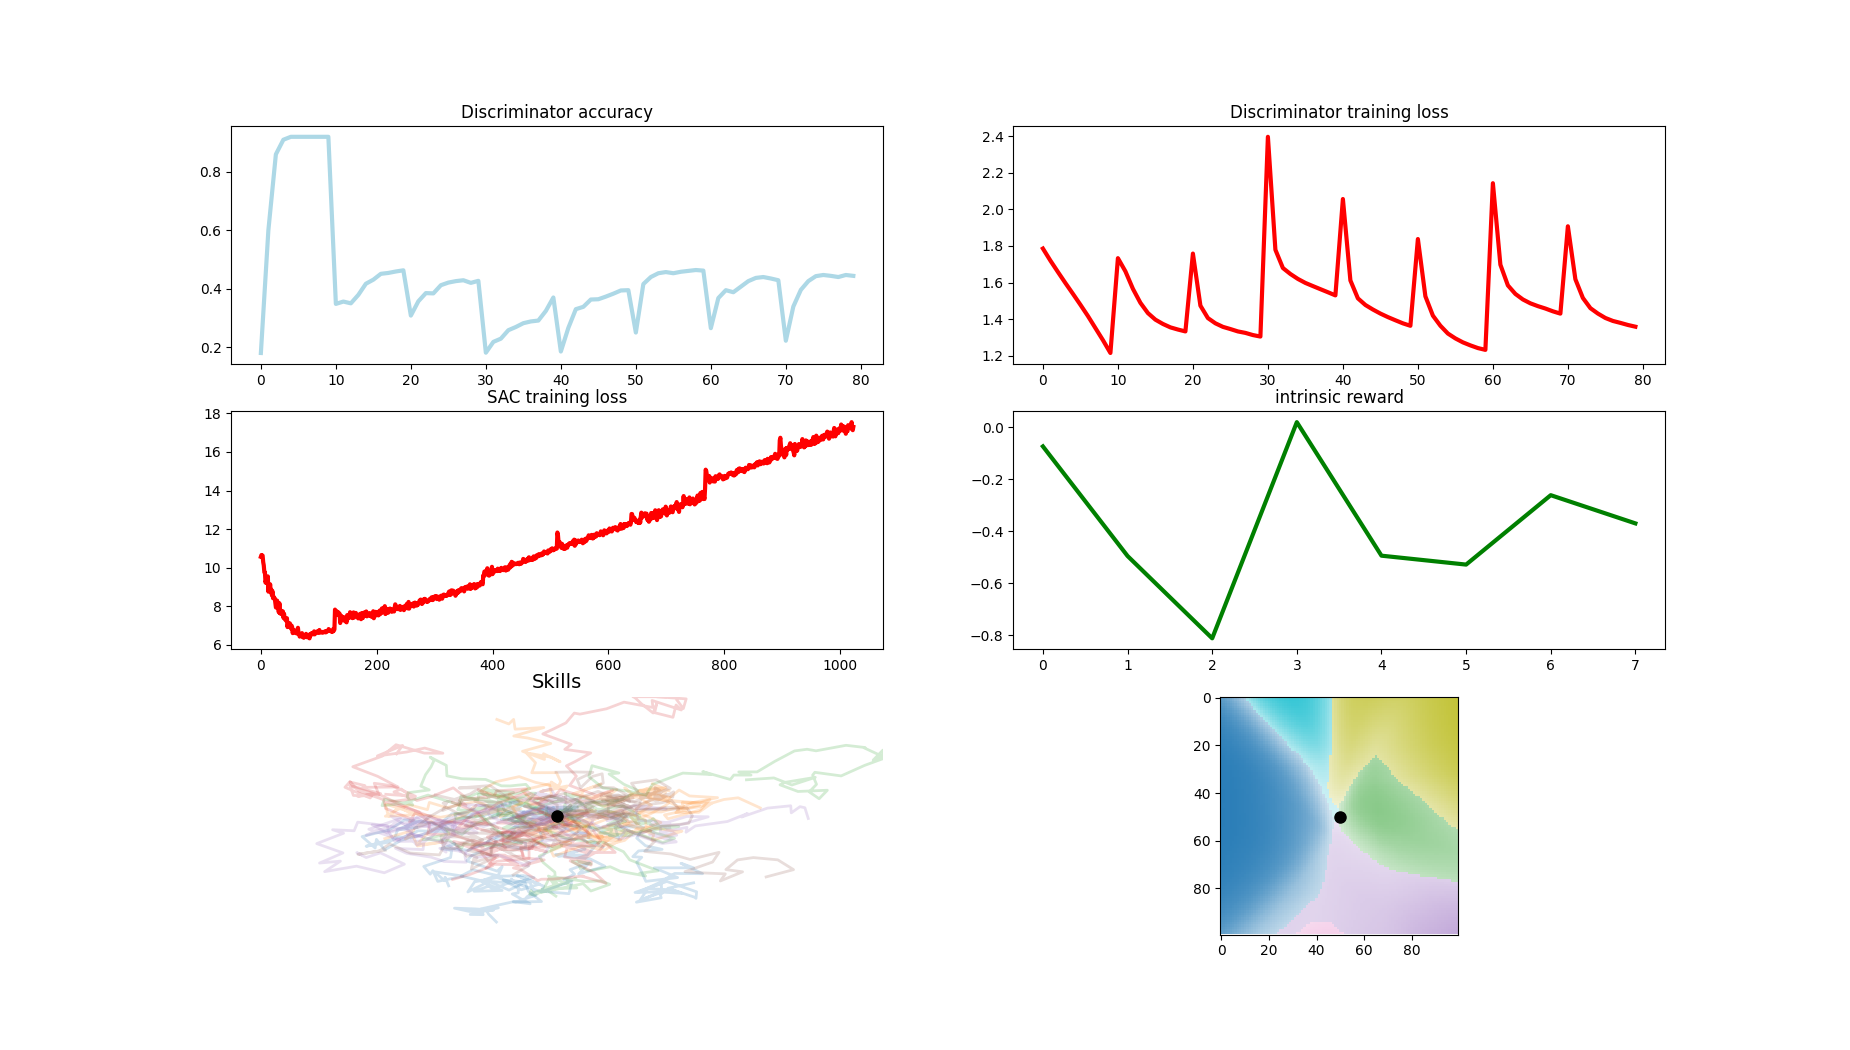 Discriminator accuracy
0.8
0.6
0.4
0.2
0 10 20 30 40 50 60 70 80
Discriminator training loss
2.4
2.2
2.0
1.8
1.6
1.4
1.2
0 10 20 30 40 50 60 70 80
SAC training loss
18
16
14
12
10
8
6
0 200 400 600 800 1000
intrinsic reward
0.0
−0.2
−0.4
−0.6
−0.8
0 1 2 3 4 5 6 7
Skills
0
20
40
60
80
0 20 40 60 80